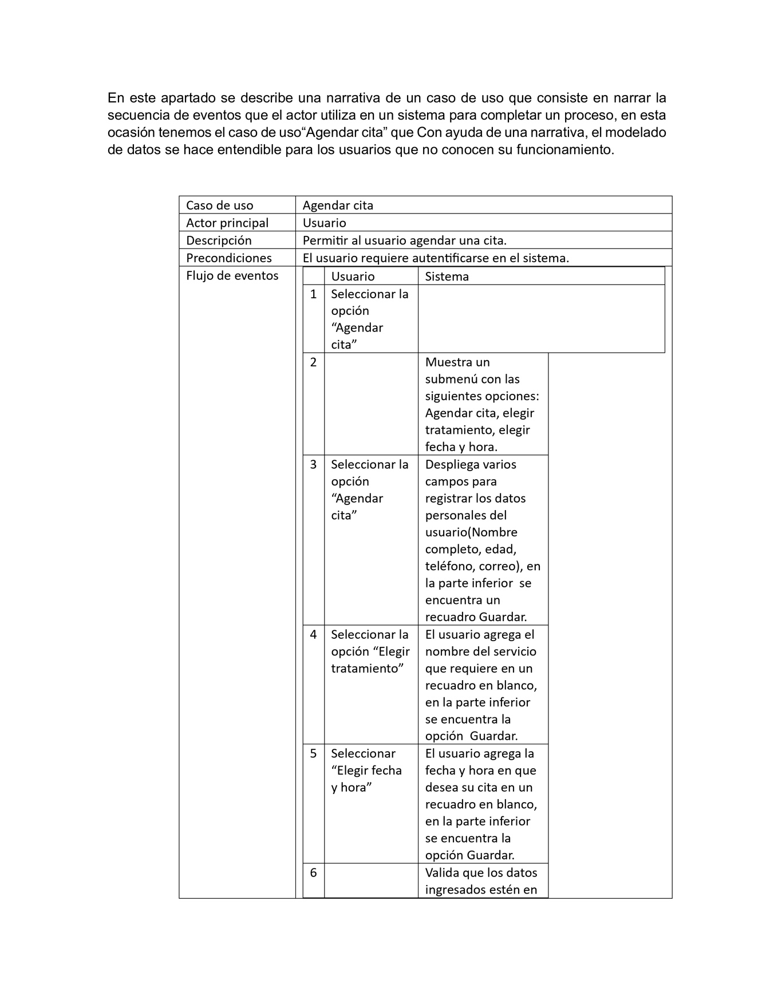 En este apartado se describe una narrativa de un caso de uso que consiste en narrar la
secuencia de eventos que el actor utiliza en un sistema para completar un proceso, en esta
ocasión tenemos el caso de uso“Agendar cita” que Con ayuda de una narrativa, el modelado
de datos se hace entendible para los usuarios que no conocen su funcionamiento.
Caso de uso Agendar cita
Actor principal Usuario
Descripción Permitir al usuario agendar una cita.
Precondiciones El usuario requiere autentificarse en el sistema.
Flujo de eventos Usuario Sistema
1 Seleccionar la
opción
“Agendar
cita”
2 Muestra un
submenú con las
siguientes opciones:
Agendar cita, elegir
tratamiento, elegir
fecha y hora.
3 Seleccionar la
opción
“Agendar
cita”
Despliega varios
campos para
registrar los datos
personales del
usuario(Nombre
completo, edad,
teléfono, correo), en
la parte inferior  se
encuentra un
recuadro Guardar.
4 Seleccionar la
opción “Elegir
tratamiento”
El usuario agrega el
nombre del servicio
que requiere en un
recuadro en blanco,
en la parte inferior
se encuentra la
opción  Guardar.
5 Seleccionar
“Elegir fecha
y hora”
El usuario agrega la
fecha y hora en que
desea su cita en un
recuadro en blanco,
en la parte inferior
se encuentra la
opción Guardar.
6 Valida que los datos
ingresados estén en